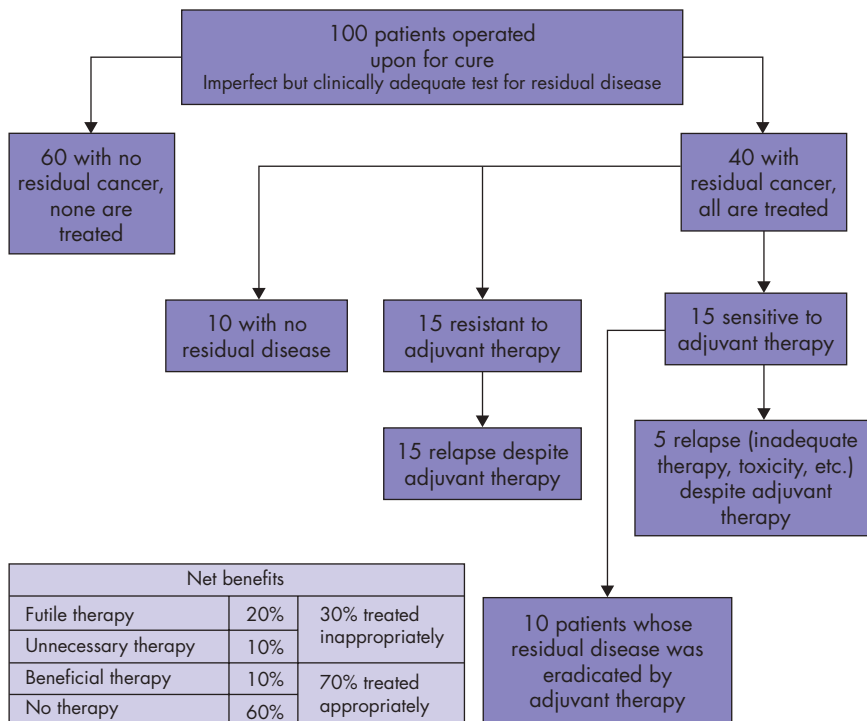 100 patients operated
upon for cure
Imperfect but clinically adequate test for residual disease
60 with no
residual cancer,
none are
treated
40 with
residual cancer,
all are treated
10 with no
residual disease
15 resistant to
adjuvant therapy
15 sensitive to
adjuvant therapy
15 relapse despite
adjuvant therapy
5 relapse (inadequate
therapy, toxicity, etc.)
despite adjuvant
therapy
10 patients whose
residual disease was
eradicated by
adjuvant therapy
Net benefits
Futile therapy 20% 30% treated
inappropriately
Unnecessary therapy 10%
Beneficial therapy 10% 70% treated
appropriately
No therapy 60%